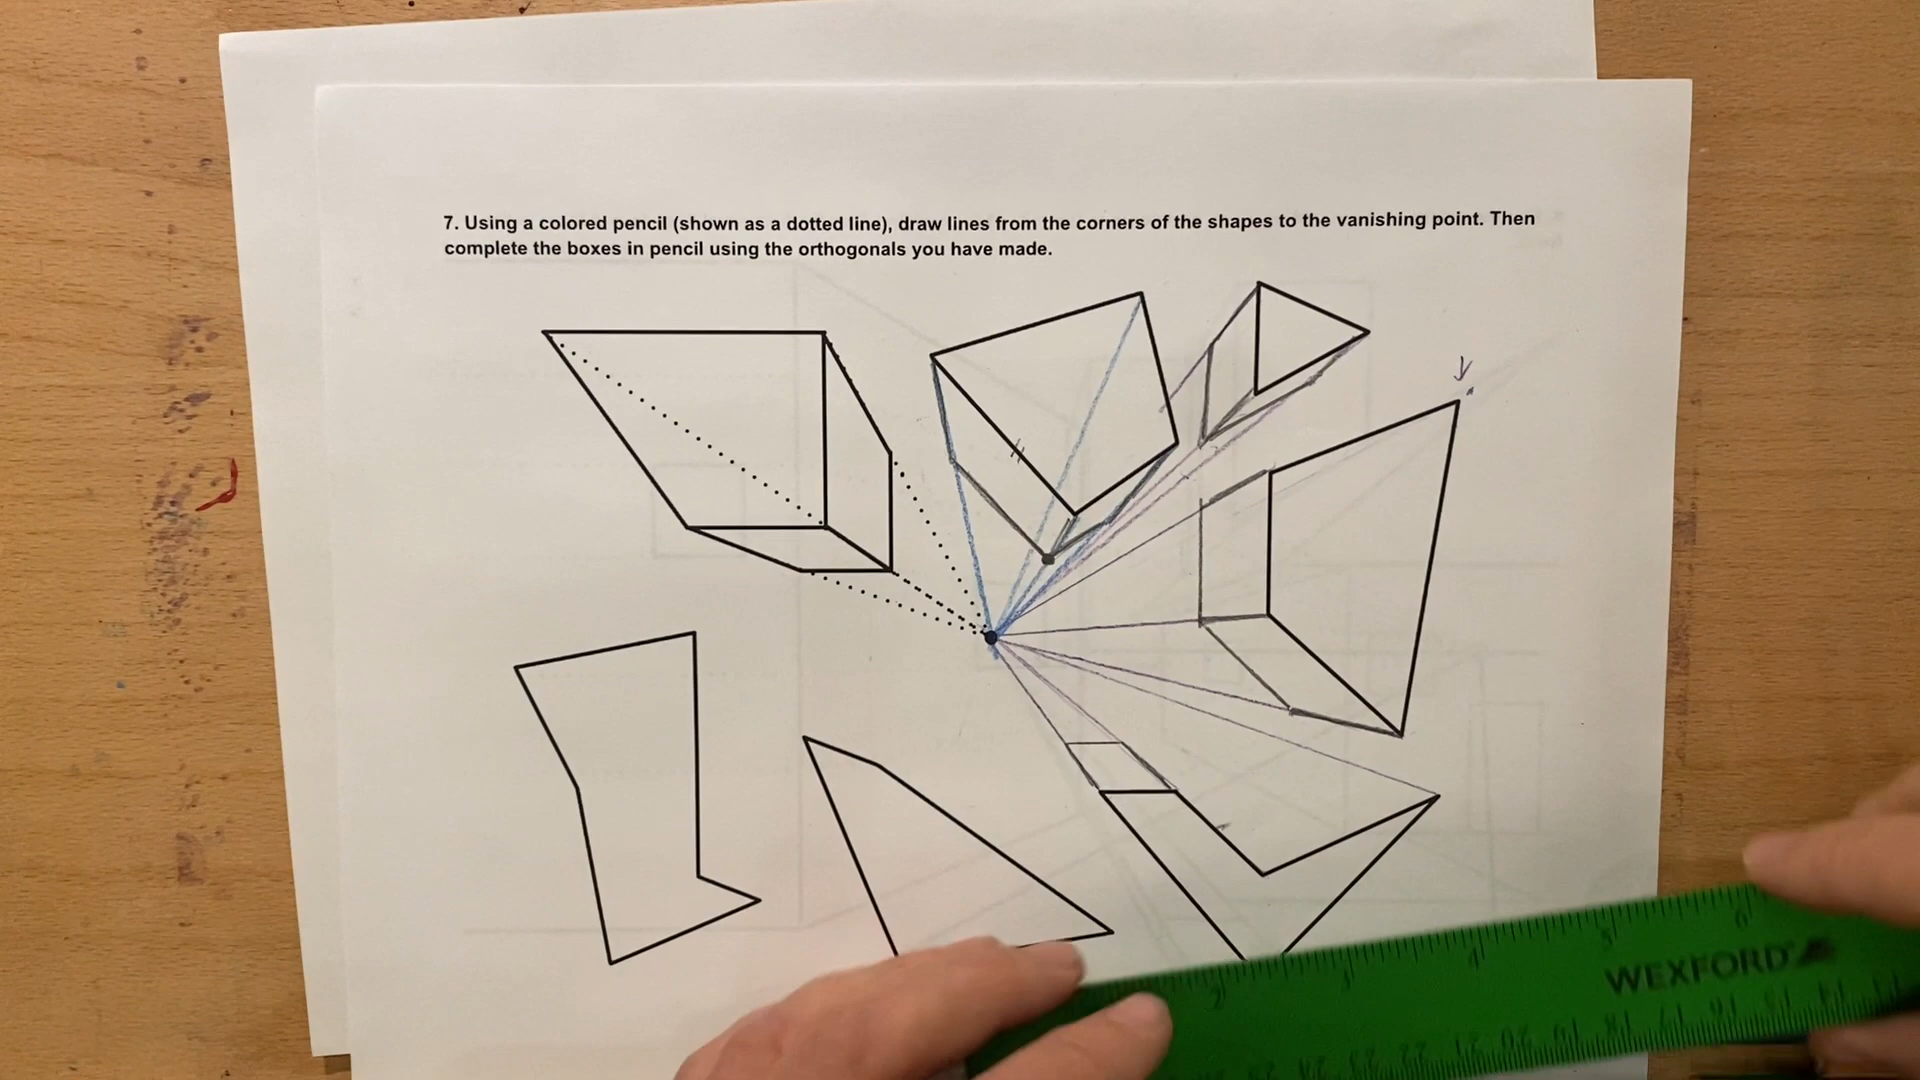 7. Using a colored pencil (shown as a dotted line), draw lines from the corners of the shapes to the vanishing point. Then
complete the boxes in pencil using the orthogonals you have made.
WEXFORD